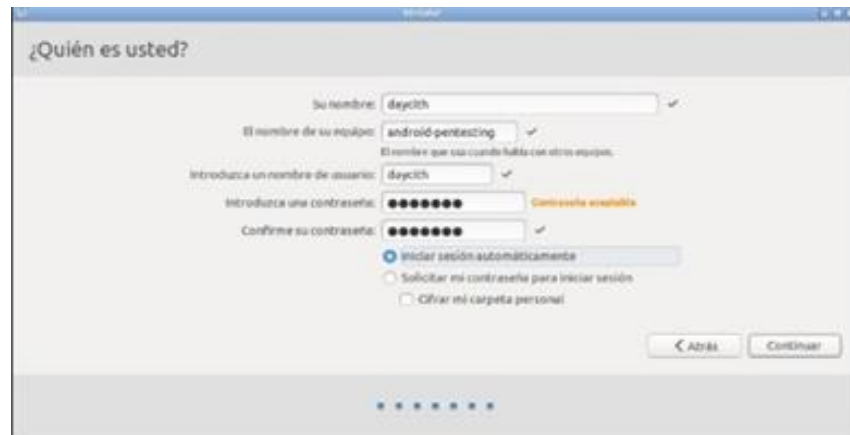 ¿Quién es usted?
Su nombre: daycith
El nombre de su equipo: android-pentesting
El nombre que usa cuando habla con otros equipos.
Introduzca un nombre de usuario: daycith
Introduzca una contraseña: ●●●●●●● Contraseña aceptable
Confirme su contraseña: ●●●●●●●
Iniciar sesión automáticamente
Solicitar mi contraseña para iniciar sesión
Cifrar mi carpeta personal
Atrás Continuar